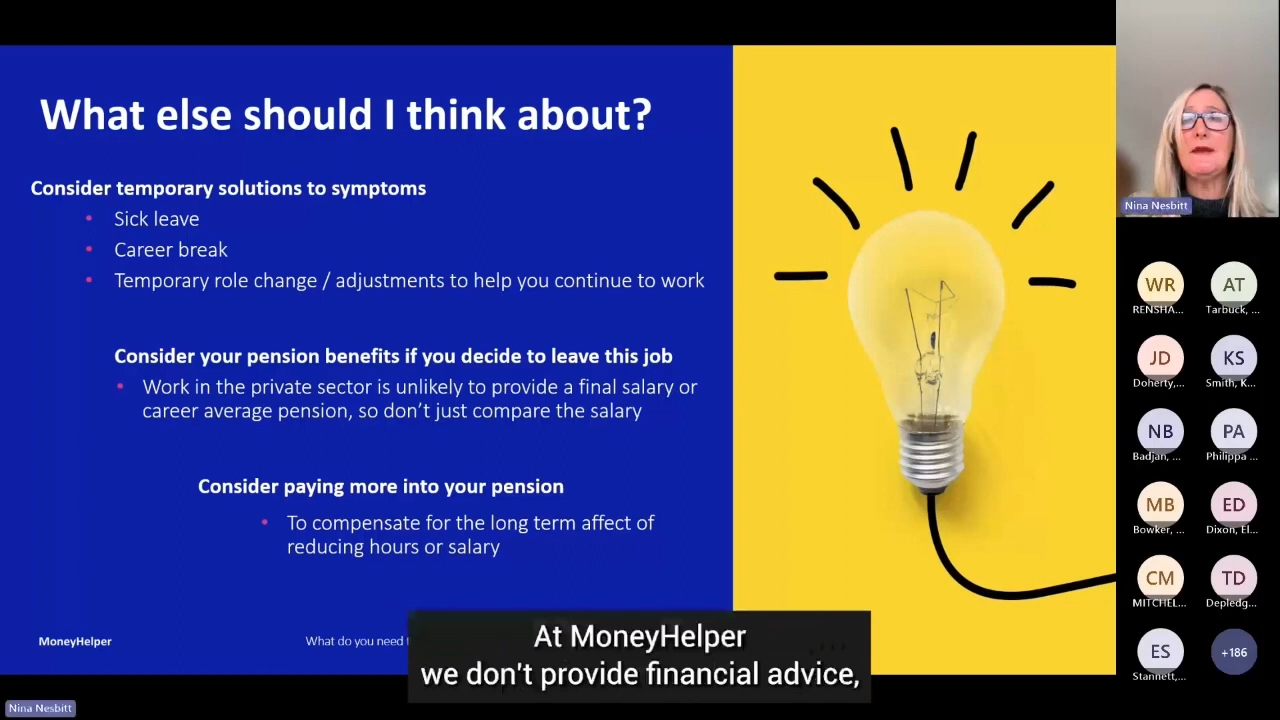 What else should I think about?
Consider temporary solutions to symptoms
• Sick leave
• Career break
• Temporary role change / adjustments to help you continue to work
Consider your pension benefits if you decide to leave this job
• Work in the private sector is unlikely to provide a final salary or
career average pension, so don't just compare the salary
Consider paying more into your pension
• To compensate for the long term affect of
reducing hours or salary
MoneyHelper
What do you need
At MoneyHelper
we don't provide financial advice,
Nina Nesbitt
Nina Nesbitt
WR
AT
RENSHA...
Tarbuck, ...
JD
KS
Doherty,...
Smith, K...
NB
PA
Badjan, ...
Philippa ...
MB
ED
Bowker, ...
Dixon, El...
CM
TD
MITCHEL...
Depledg...
ES
+186
Stannett,...